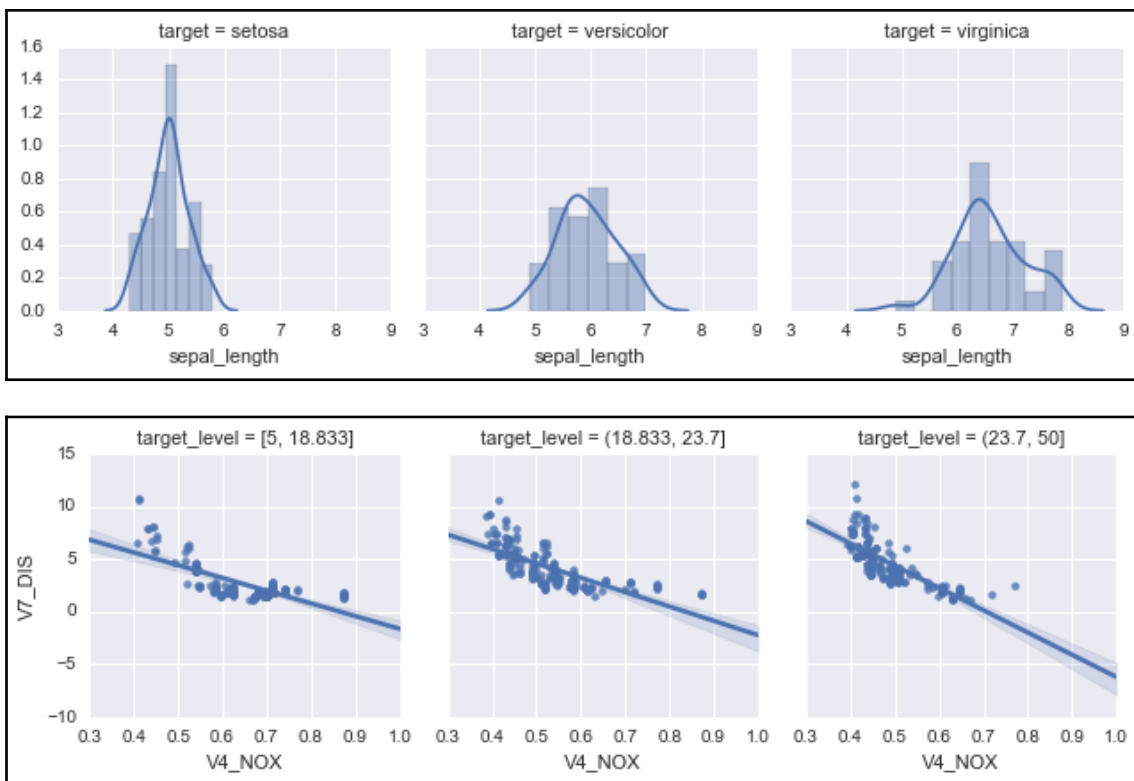 target = setosa
target = versicolor
target = virginica
1.6
1.4
1.2
1.0
0.8
0.6
0.4
0.2
0.0
3 4 5 6 7 8 9
3 4 5 6 7 8 9
3 4 5 6 7 8 9
sepal_length
sepal_length
sepal_length
target_level = [5, 18.833]
target_level = (18.833, 23.7]
target_level = (23.7, 50]
15
10
5
0
−5
−10
V7_DIS
0.3 0.4 0.5 0.6 0.7 0.8 0.9 1.0
0.3 0.4 0.5 0.6 0.7 0.8 0.9 1.0
0.3 0.4 0.5 0.6 0.7 0.8 0.9 1.0
V4_NOX
V4_NOX
V4_NOX